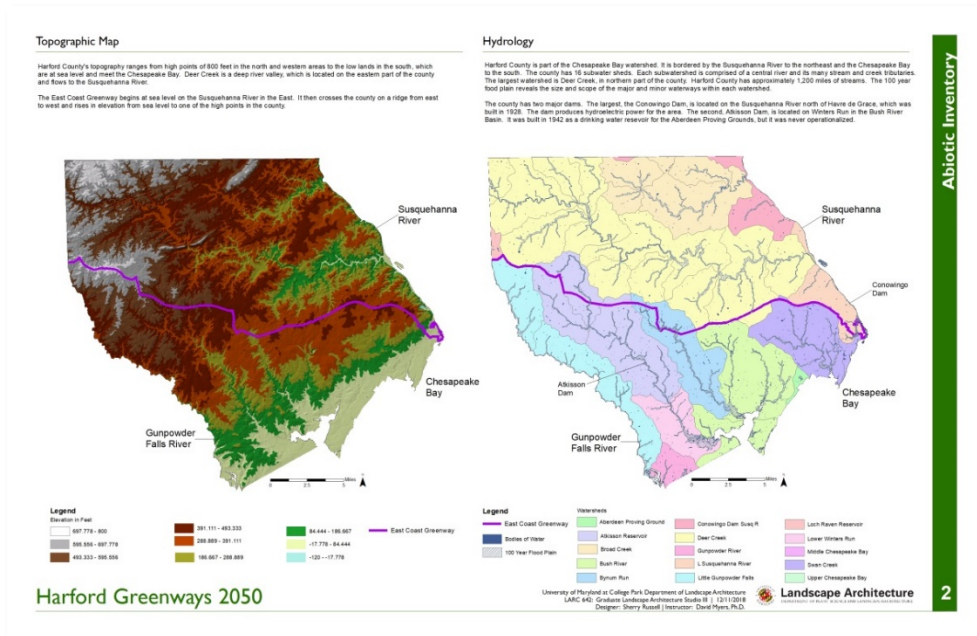 Topographic Map
Harford County's topography ranges from high points of 800 feet in the north and western areas to the low lands in the south, which
are at sea level and meet the Chesapeake Bay. Deer Creek is a deep river valley, which is located on the eastern part of the county
and flows to the Susquehanna River.
The East Coast Greenway begins at sea level on the Susquehanna River in the East. It then crosses the county on a ridge from east
to west and rises in elevation from sea level to one of the high points in the county.
Susquehanna
River
Chesapeake
Bay
Gunpowder
Falls River
0 2.5 5 Miles
Legend
Elevation in Feet
697.778 - 800
595.556 - 697.778
493.333 - 595.556
391.111 - 493.333
288.889 - 391.111
186.667 - 288.889
84.444 - 186.667
-17.778 - 84.444
-120 - -17.778
East Coast Greenway
Hydrology
Harford County is part of the Chesapeake Bay watershed. It is bordered by the Susquehanna River to the northeast and the Chesapeake Bay
to the south. The county has 16 subwater sheds. Each subwatershed is comprised of a central river and its many stream and creek tributaries.
The largest watershed is Deer Creek, in northern part of the county. Harford County has approximately 1,200 miles of streams. The 100 year
food plain reveals the size and scope of the major and minor waterways within each watershed.
The county has two major dams. The largest, the Conowingo Dam, is located on the Susquehanna River north of Havre de Grace, which was
built in 1928. The dam produces hydroelectric power for the area. The second, Atkisson Dam, is located on Winters Run in the Bush River
Basin. It was built in 1942 as a drinking water resevoir for the Aberdeen Proving Grounds, but it was never operationalized.
Susquehanna
River
Conowingo
Dam
Atkisson
Dam
Chesapeake
Bay
Gunpowder
Falls River
0 2.5 5 Miles
Legend
East Coast Greenway
Bodies of Water
100 Year Flood Plain
Watersheds
Aberdeen Proving Ground
Atkisson Reservoir
Broad Creek
Bush River
Bynum Run
Conowingo Dam Susq R
Deer Creek
Gunpowder River
L Susquehanna River
Little Gunpowder Falls
Loch Raven Reservoir
Lower Winters Run
Middle Chesapeake Bay
Swan Creek
Upper Chesapeake Bay
Abiotic Inventory
Harford Greenways 2050
University of Maryland at College Park Department of Landscape Architecture
LARC 642: Graduate Landscape Architecture Studio III | 12/11/2018
Designer: Sherry Russell | Instructor: David Myers, Ph.D.
Landscape Architecture
2